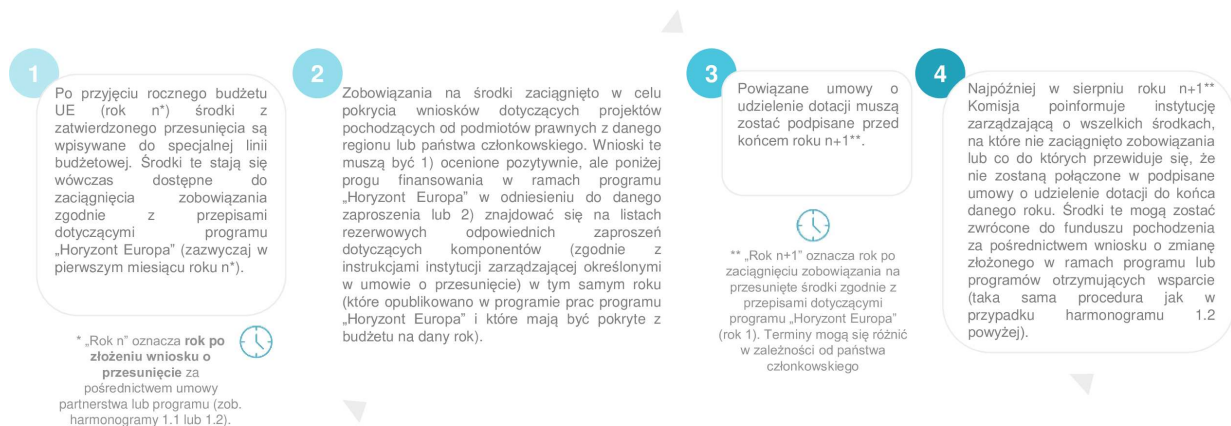 1
Po przyjęciu rocznego budżetu
UE (rok n*) środki z
zatwierdzonego przesunięcia są
wpisywane do specjalnej linii
budżetowej. Środki te stają się
wówczas dostępne do
zaciągnięcia zobowiązania
zgodnie z przepisami
dotyczącymi programu
„Horyzont Europa” (zazwyczaj w
pierwszym miesiącu roku n*).
* „Rok n” oznacza rok po
złożeniu wniosku o
przesunięcie za
pośrednictwem umowy
partnerstwa lub programu (zob.
harmonogramy 1.1 lub 1.2).
2
Zobowiązania na środki zaciągnięto w celu
pokrycia wniosków dotyczących projektów
pochodzących od podmiotów prawnych z danego
regionu lub państwa członkowskiego. Wnioski te
muszą być 1) ocenione pozytywnie, ale poniżej
progu finansowania w ramach programu
„Horyzont Europa” w odniesieniu do danego
zaproszenia lub 2) znajdować się na listach
rezerwowych odpowiednich zaproszeń
dotyczących komponentów (zgodnie z
instrukcjami instytucji zarządzającej określonymi
w umowie o przesunięcie) w tym samym roku
(które opublikowano w programie prac programu
„Horyzont Europa” i które mają być pokryte z
budżetu na dany rok).
3
Powiązane umowy o
udzielenie dotacji muszą
zostać podpisane przed
końcem roku n+1**.
** „Rok n+1” oznacza rok po
zaciągnięciu zobowiązania na
przesunięte środki zgodnie z
przepisami dotyczącymi
programu „Horyzont Europa”
(rok 1). Terminy mogą się różnić
w zależności od państwa
członkowskiego
4
Najpóźniej w sierpniu roku n+1**
Komisja poinformuje instytucję
zarządzającą o wszelkich środkach,
na które nie zaciągnięto zobowiązania
lub co do których przewiduje się, że
nie zostaną połączone w podpisane
umowy o udzielenie dotacji do końca
danego roku. Środki te mogą zostać
zwrócone do funduszu pochodzenia
za pośrednictwem wniosku o zmianę
złożonego w ramach programu lub
programów otrzymujących wsparcie
(taka sama procedura jak w
przypadku harmonogramu 1.2
powyżej).